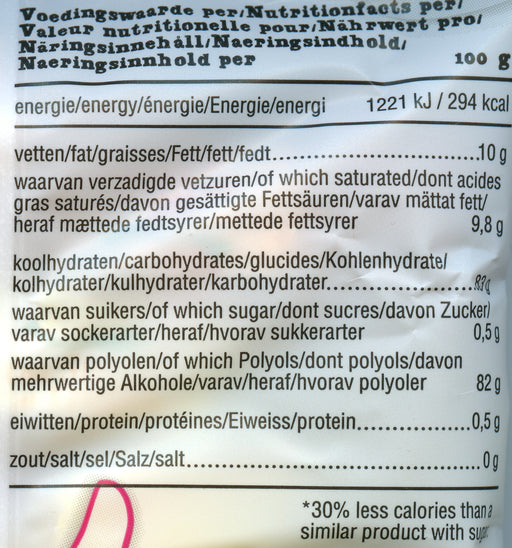 Voedingswaarde per/Nutritionfacts per/
Valeur nutritionelle pour/Nährwert pro/
Näringsinnehåll/Naeringsindhold/
Naeringsinnhold per 100 g
energie/energy/énergie/Energie/energi 1221 kJ / 294 kcal
vetten/fat/graisses/Fett/fett/fedt..............................10 g
waarvan verzadigde vetzuren/of which saturated/dont acides
gras saturés/davon gesättigte Fettsäuren/varav mättat fett/
heraf mættede fedtsyrer/mettede fettsyrer 9,8 g
koolhydraten/carbohydrates/glucides/Kohlenhydrate/
kolhydrater/kulhydrater/karbohydrater......................83g
waarvan suikers/of which sugar/dont sucres/davon Zucker/
varav sockerarter/heraf/hvorav sukkerarter 0,5 g
waarvan polyolen/of which Polyols/dont polyols/davon
mehrwertige Alkohole/varav/heraf/hvorav polyoler 82 g
eiwitten/protein/protéines/Eiweiss/protein.................0,5 g
zout/salt/sel/Salz/salt............................................0 g
*30% less calories than a
similar product with